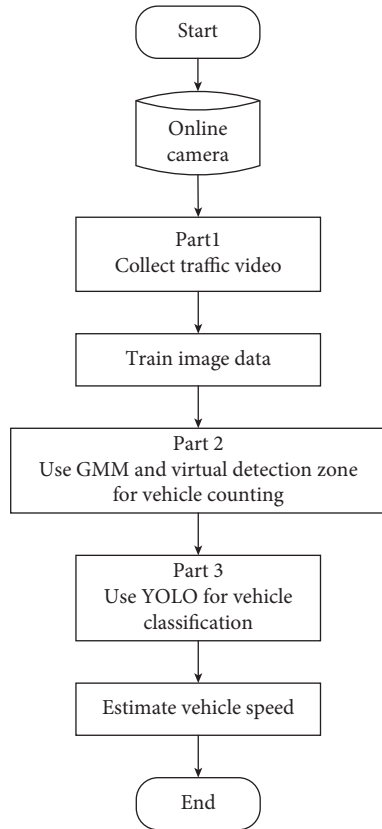 Start
Online
camera
Part1
Collect traffic video
Train image data
Part 2
Use GMM and virtual detection zone
for vehicle counting
Part 3
Use YOLO for vehicle
classification
Estimate vehicle speed
End